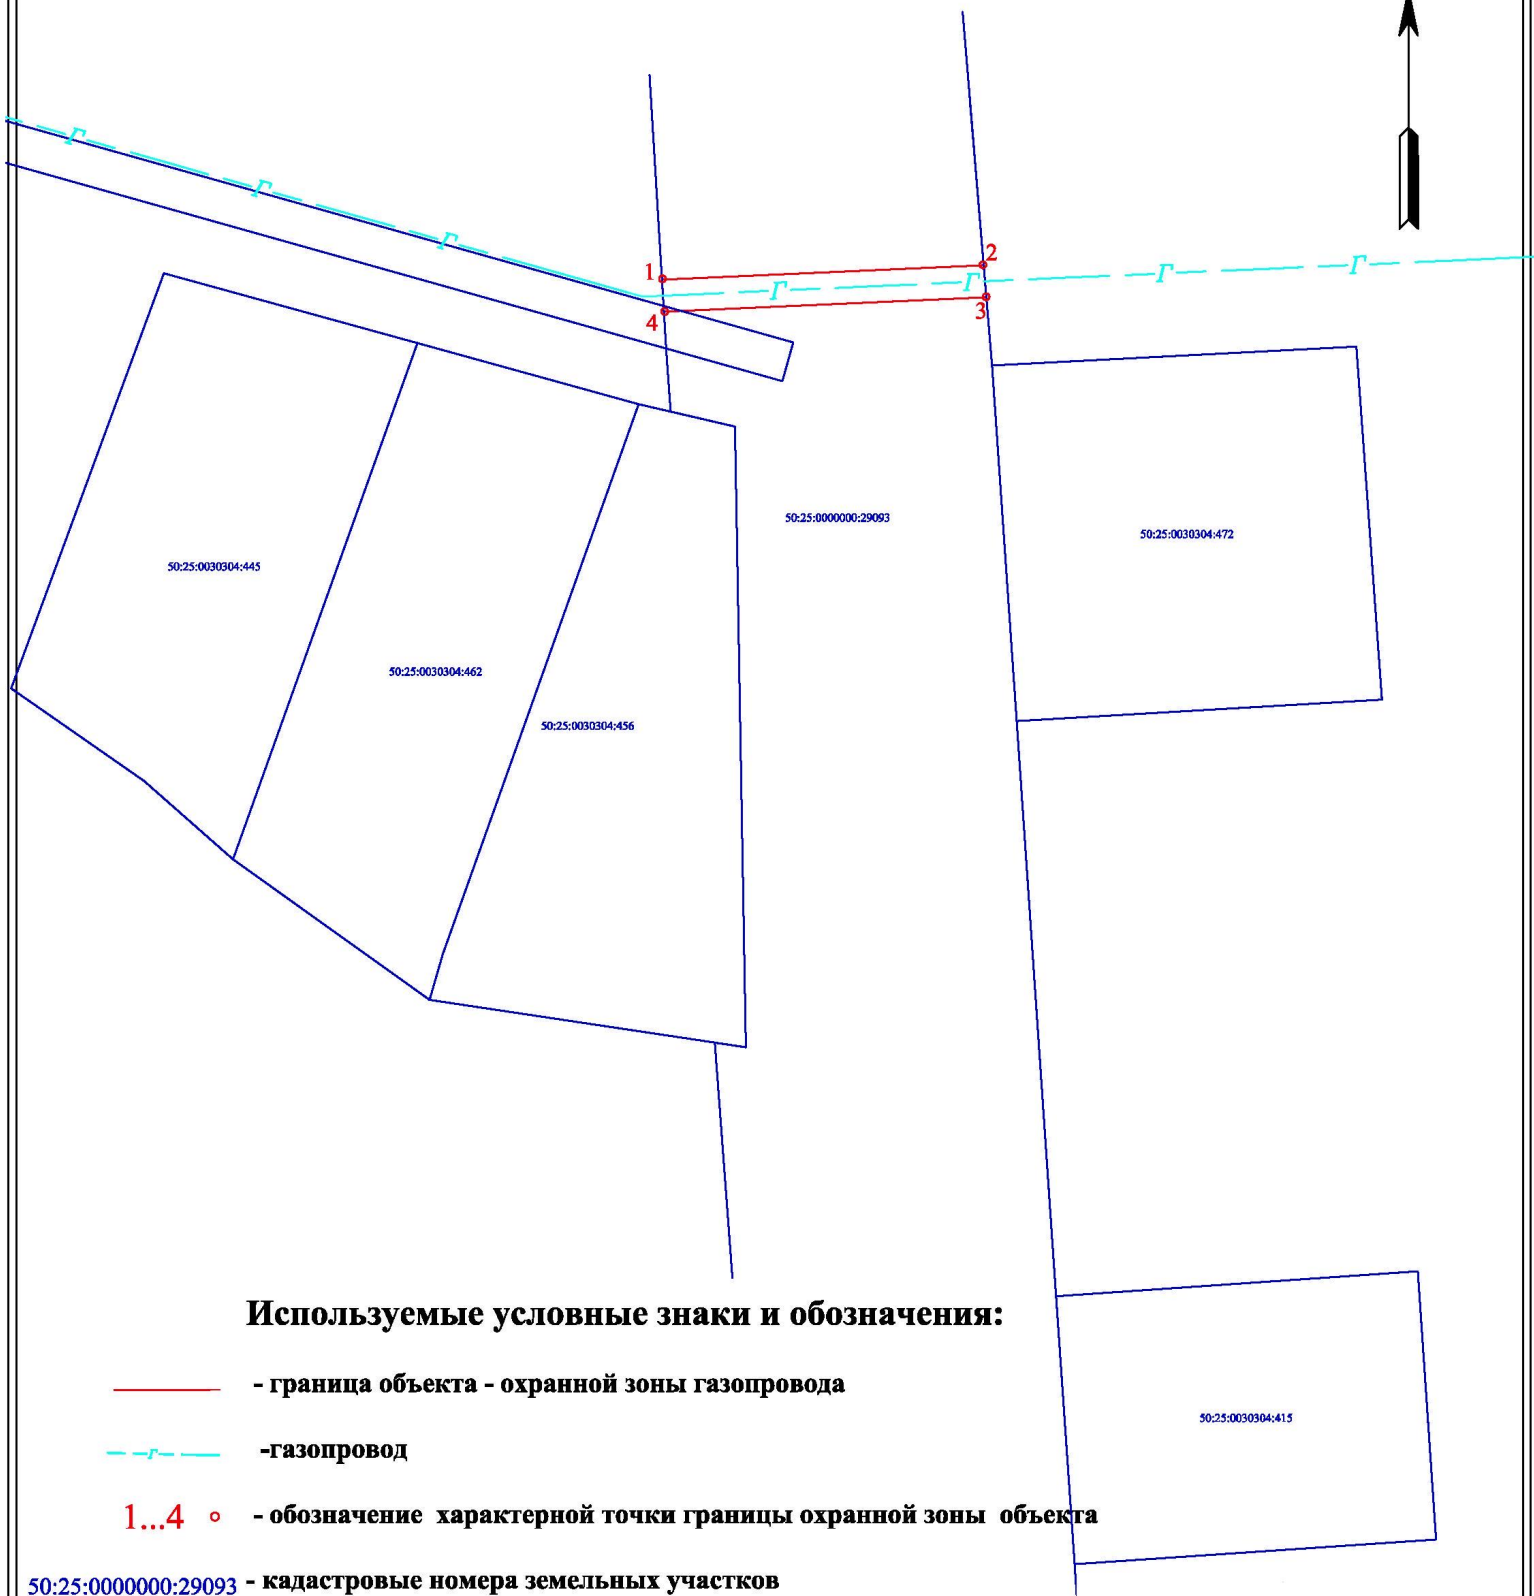 Г
Г
Г
1
2
Г
Г
Г
Г
4
3
50:25:0000000:29093
50:25:0030304:472
50:25:0030304:445
50:25:0030304:462
50:25:0030304:456
Используемые условные знаки и обозначения:
- граница объекта - охранной зоны газопровода
50:25:0030304:415
г -газопровод
1...4 - обозначение характерной точки границы охранной зоны объекта
50:25:0000000:29093 - кадастровые номера земельных участков